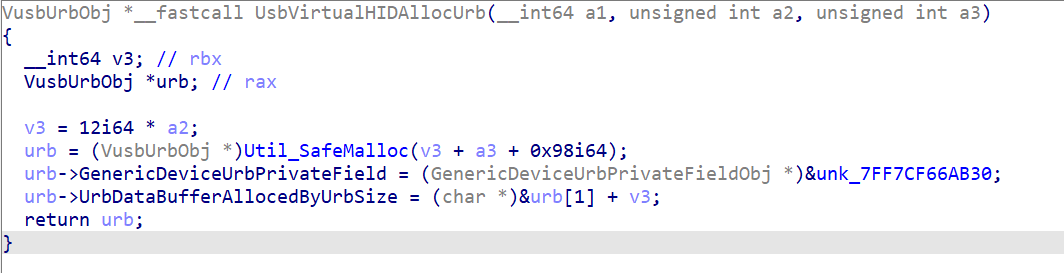 VusbUrbObj *__fastcall UsbVirtualHIDAllocUrb(__int64 a1, unsigned int a2, unsigned int a3)
{
  __int64 v3; // rbx
  VusbUrbObj *urb; // rax

  v3 = 12i64 * a2;
  urb = (VusbUrbObj *)Util_SafeMalloc(v3 + a3 + 0x98i64);
  urb->GenericDeviceUrbPrivateField = (GenericDeviceUrbPrivateFieldObj *)&unk_7FF7CF66AB30;
  urb->UrbDataBufferAllocedByUrbSize = (char *)&urb[1] + v3;
  return urb;
}